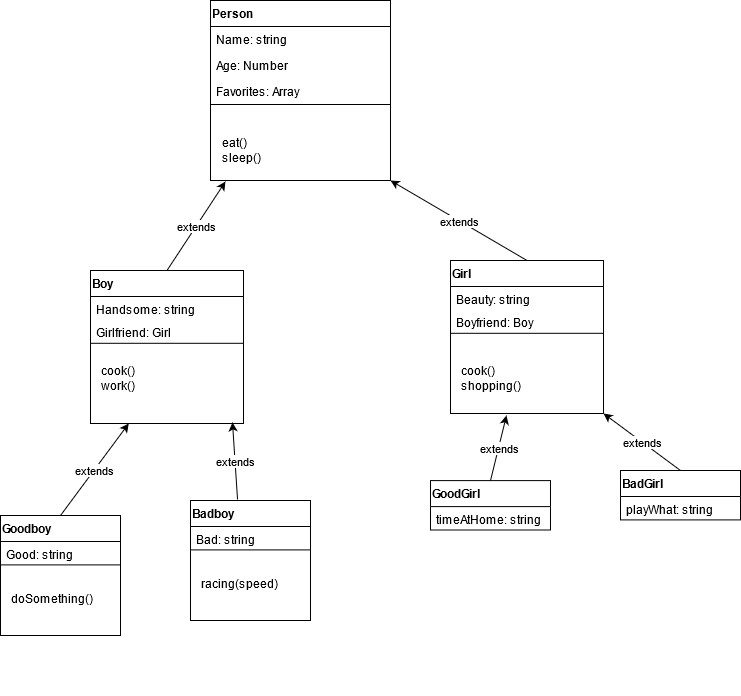 Person
Name: string
Age: Number
Favorites: Array
eat()
sleep()
extends
extends
Boy
Handsome: string
Girlfriend: Girl
cook()
work()
Girl
Beauty: string
Boyfriend: Boy
cook()
shopping()
extends
extends
extends
extends
Goodboy
Good: string
doSomething()
Badboy
Bad: string
racing(speed)
GoodGirl
timeAtHome: string
BadGirl
playWhat: string